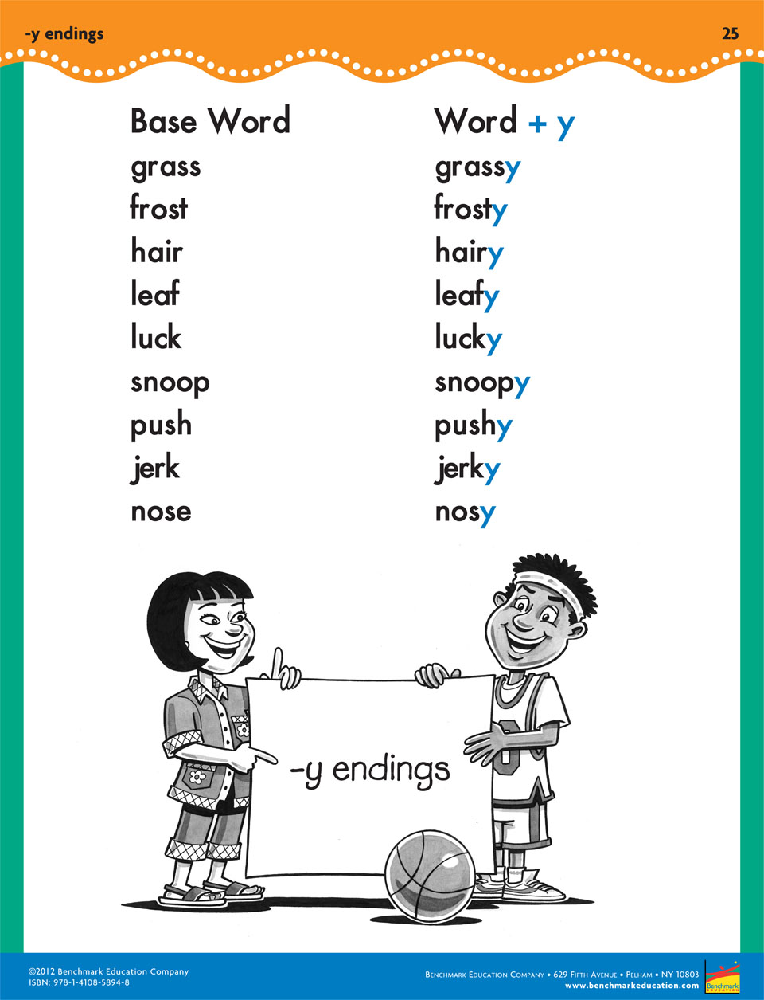 -y endings 25
Base Word Word + y
grass grassy
frost frosty
hair hairy
leaf leafy
luck lucky
snoop snoopy
push pushy
jerk jerky
nose nosy
-y endings
©2012 Benchmark Education Company
ISBN: 978-1-4108-5894-8
Benchmark Education Company • 629 Fifth Avenue • Pelham • NY 10803
www.benchmarkeducation.com
Benchmark
EDUCATION